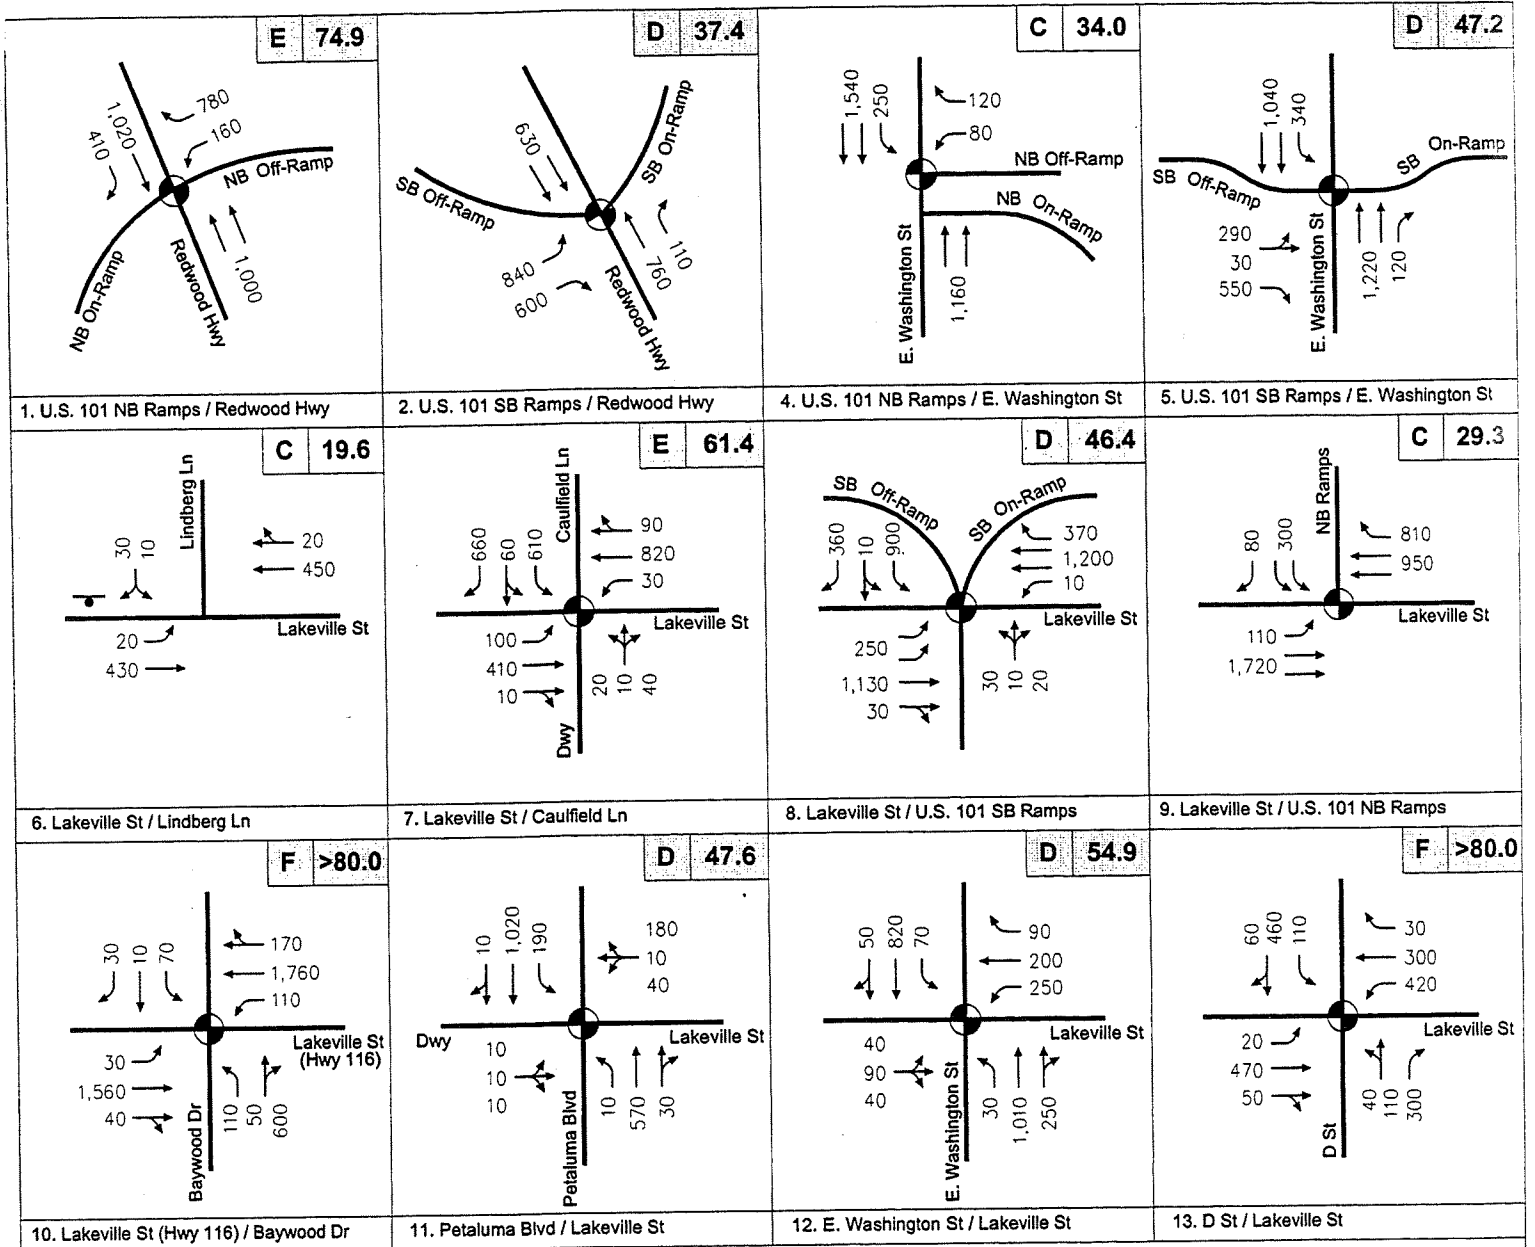 E 74.9
1,020
410
780
160
NB Off-Ramp
NB On-Ramp
Redwood Hwy
1,000
1. U.S. 101 NB Ramps / Redwood Hwy
D 37.4
630
SB On-Ramp
SB Off-Ramp
840
600
110
760
Redwood Hwy
2. U.S. 101 SB Ramps / Redwood Hwy
C 34.0
1,540
250
120
80
NB Off-Ramp
NB On-Ramp
E. Washington St
1,160
4. U.S. 101 NB Ramps / E. Washington St
D 47.2
1,040
340
On-Ramp
SB
SB Off-Ramp
290
30
550
E. Washington St
1,220
120
5. U.S. 101 SB Ramps / E. Washington St
C 19.6
Lindberg Ln
30
10
20
450
Lakeville St
20
430
6. Lakeville St / Lindberg Ln
E 61.4
Caulfield Ln
660
60
610
90
820
30
Lakeville St
100
410
10
20
10
40
Dwy
7. Lakeville St / Caulfield Ln
D 46.4
SB Off-Ramp
SB On-Ramp
360
10
900
370
1,200
10
Lakeville St
250
1,130
30
30
10
20
8. Lakeville St / U.S. 101 SB Ramps
C 29.3
NB Ramps
80
300
810
950
Lakeville St
110
1,720
9. Lakeville St / U.S. 101 NB Ramps
F >80.0
30
10
70
170
1,760
110
Lakeville St
(Hwy 116)
30
1,560
40
Baywood Dr
110
50
600
10. Lakeville St (Hwy 116) / Baywood Dr
D 47.6
10
1,020
190
180
10
40
Dwy
Lakeville St
10
10
10
Petaluma Blvd
10
570
30
11. Petaluma Blvd / Lakeville St
D 54.9
50
820
70
90
200
250
Lakeville St
40
90
40
E. Washington St
30
1,010
250
12. E. Washington St / Lakeville St
F >80.0
60
460
110
30
300
420
Lakeville St
20
470
50
D St
40
110
300
13. D St / Lakeville St